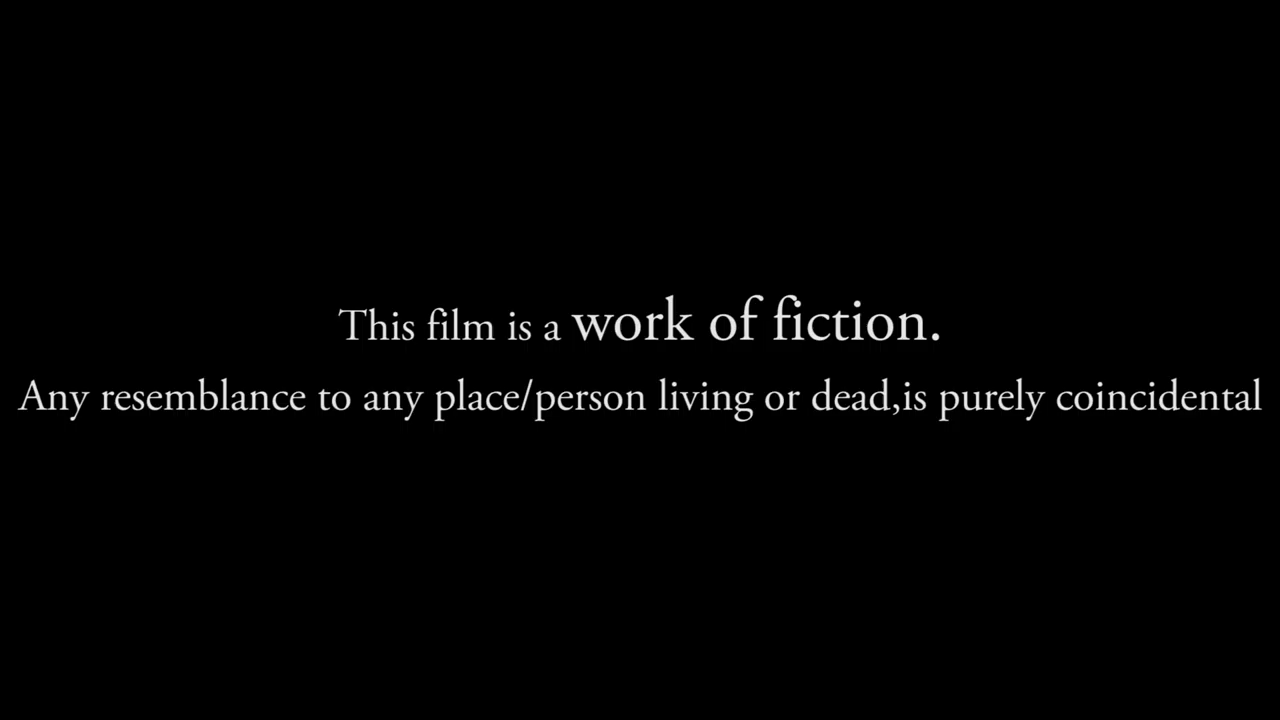 This film is a work of fiction.
Any resemblance to any place/person living or dead,is purely coincidental